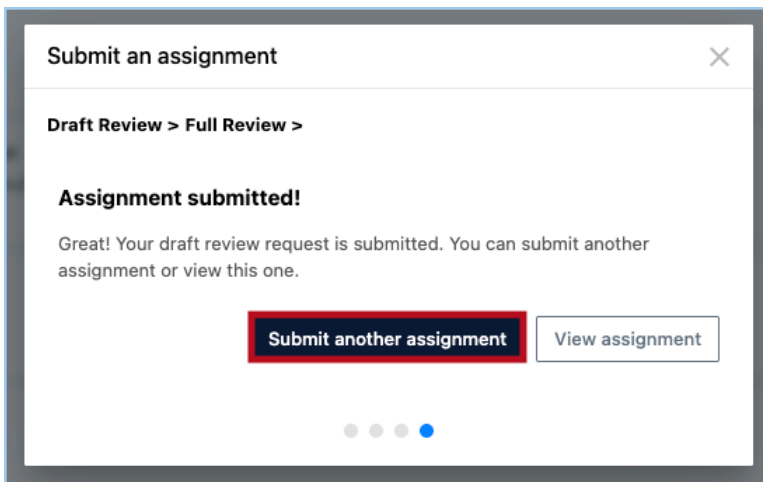 Submit an assignment
Draft Review > Full Review >
Assignment submitted!
Great! Your draft review request is submitted. You can submit another
assignment or view this one.
Submit another assignment
View assignment